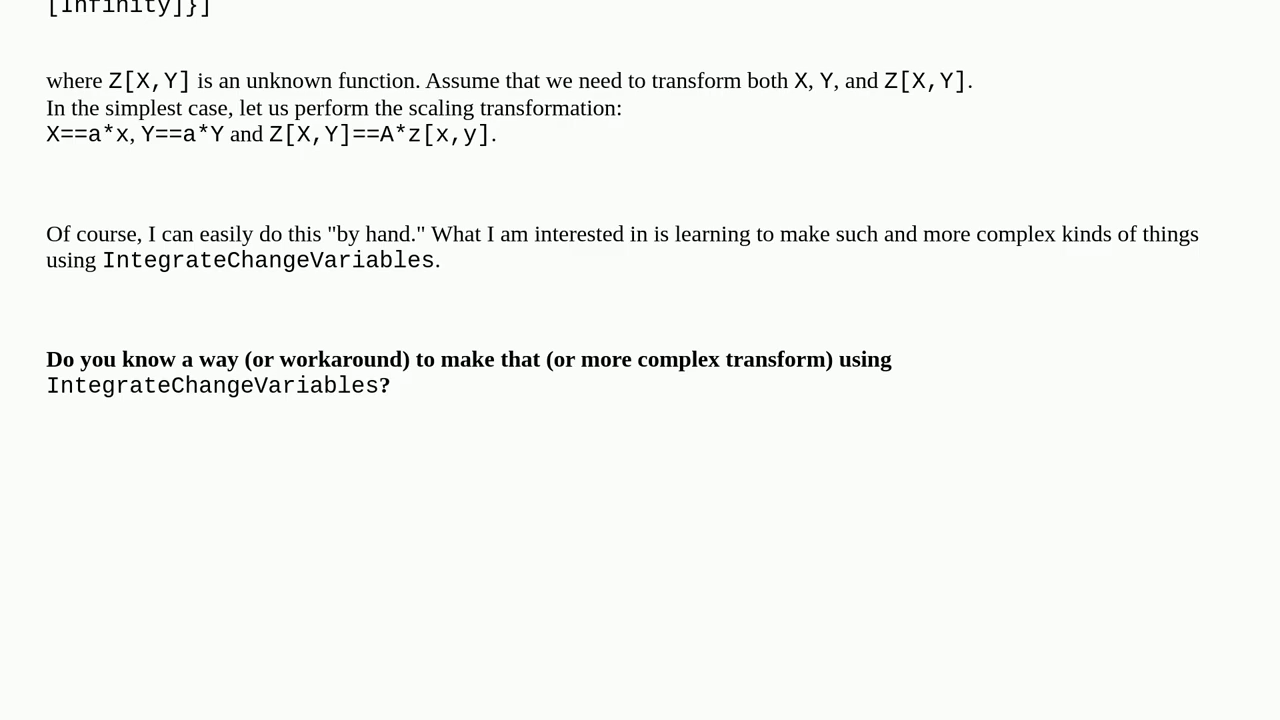 [Infinity]}]
where Z[X,Y] is an unknown function. Assume that we need to transform both X, Y, and Z[X,Y].
In the simplest case, let us perform the scaling transformation:
X==a*x, Y==a*Y and Z[X,Y]==A*z[x,y].
Of course, I can easily do this "by hand." What I am interested in is learning to make such and more complex kinds of things
using IntegrateChangeVariables.
Do you know a way (or workaround) to make that (or more complex transform) using
IntegrateChangeVariables?